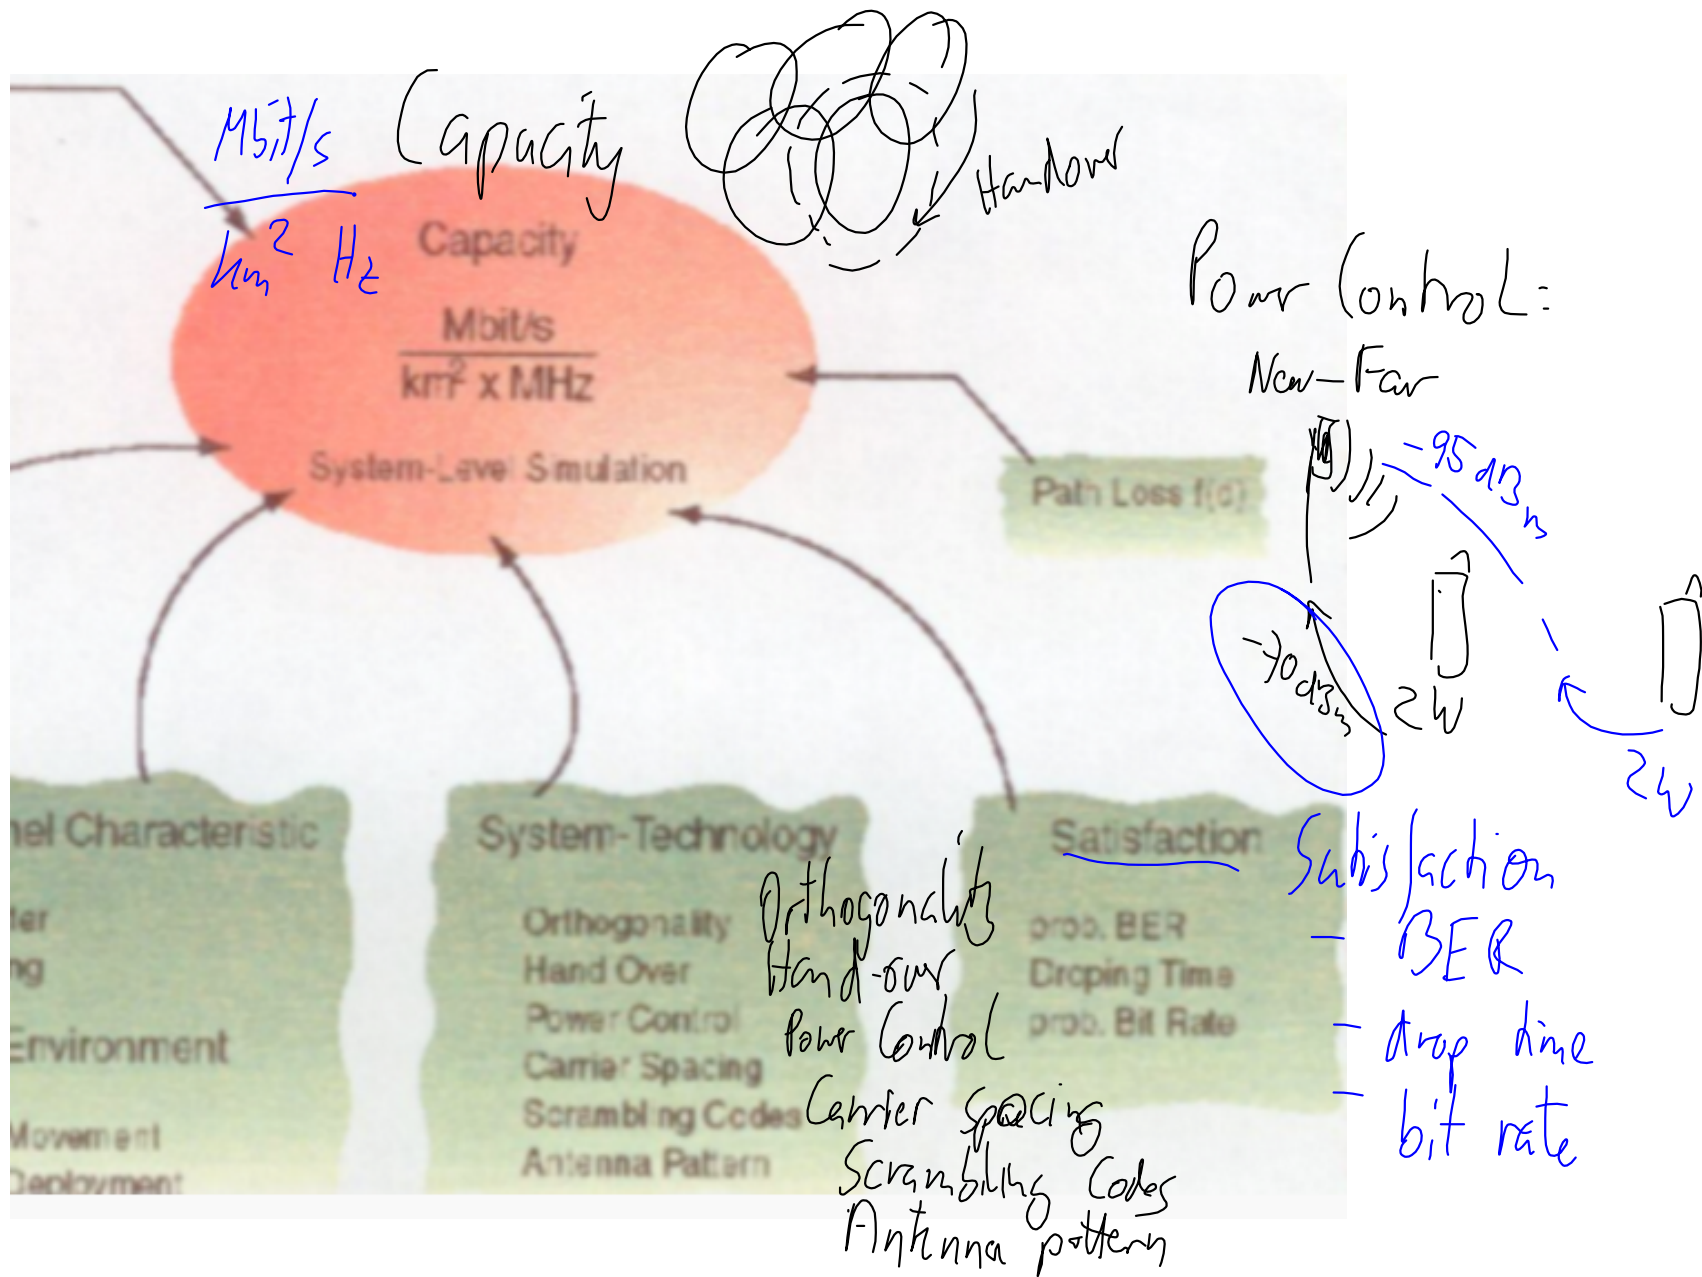 Mbit/s
km² Hz
Capacity
Handover
Capacity
Mbit/s
km² x MHz
System-Level Simulation
Path Loss f(d)
Power Control:
Near-Far
-95 dBm
-70 dBm
2W
2W
nel Characteristic
ter
ng
Environment
Movement
Deployment
System-Technology
Orthogonality
Hand Over
Power Control
Carrier Spacing
Scrambling Codes
Antenna Pattern
Orthogonality
Hand-over
Power Control
Carrier spacing
Scrambling Codes
Antenna pattern
Satisfaction
prob. BER
Droping Time
prob. Bit Rate
Satisfaction
- BER
- drop time
- bit rate